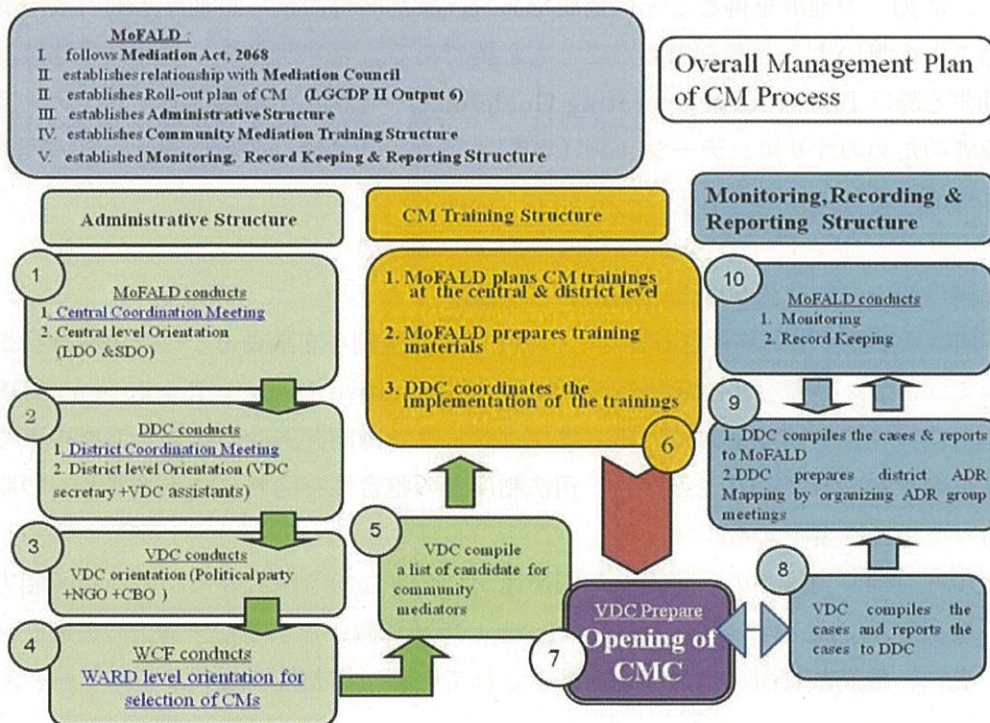 MoFALD :
I. follows Mediation Act, 2068
II. establishes relationship with Mediation Council
II. establishes Roll-out plan of CM (LGCDP II Output 6)
III. establishes Administrative Structure
IV. establishes Community Mediation Training Structure
V. established Monitoring, Record Keeping & Reporting Structure
Overall Management Plan
of CM Process
Administrative Structure
1
MoFALD conducts
1. Central Coordination Meeting
2. Central level Orientation
(LDO &SDO)
2
DDC conducts
1. District Coordination Meeting
2. District level Orientation (VDC
secretary +VDC assistants)
3
VDC conducts
VDC orientation (Political party
+NGO +CBO )
4
WCF conducts
WARD level orientation for
selection of CMs
5
VDC compile
a list of candidate for
community
mediators
CM Training Structure
1. MoFALD plans CM trainings
at the central & district level
2. MoFALD prepares training
materials
3. DDC coordinates the
implementation of the trainings
6
7
VDC Prepare
Opening of
CMC
Monitoring, Recording &
Reporting Structure
8
VDC compiles the
cases and reports the
cases to DDC
9
1. DDC compiles the cases & reports
to MoFALD
2.DDC prepares district ADR
Mapping by organizing ADR group
meetings
10
MoFALD conducts
1. Monitoring
2. Record Keeping